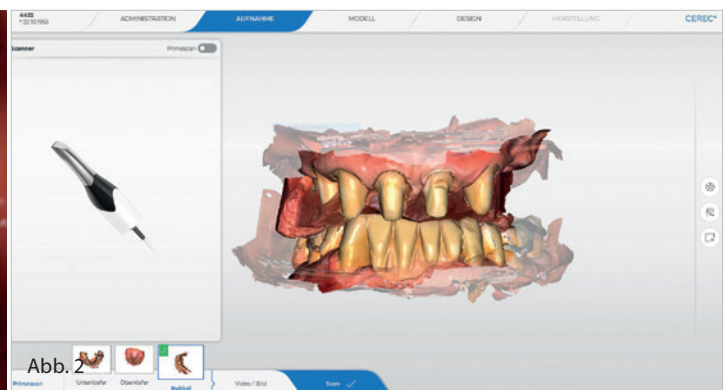 4422
*22.10.1956
ADMINISTRATION
AUFNAHME
MODELL
DESIGN
HERSTELLUNG
CEREC®
Scanner
Primescan
Abb. 2
Primescan
Unterkiefer
Oberkiefer
Bukkal
Video / Bild
Scan